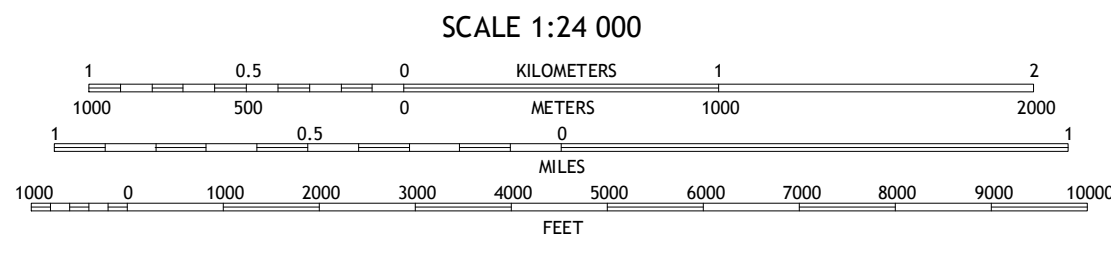 SCALE 1:24 000
1 0.5 0 KILOMETERS 1 2
1000 500 0 METERS 1000 2000
1 0.5 0 1
MILES
1000 0 1000 2000 3000 4000 5000 6000 7000 8000 9000 10000
FEET